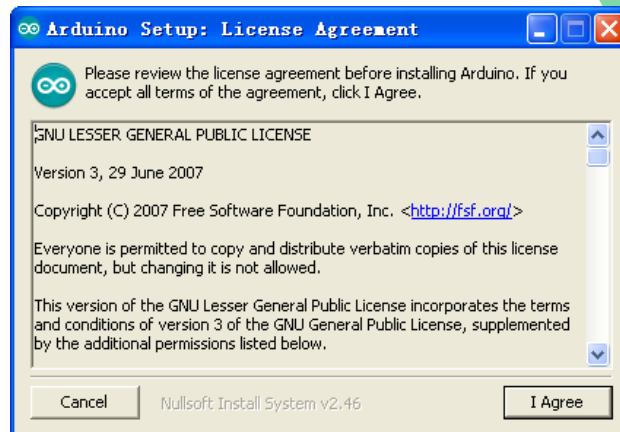 Arduino Setup: License Agreement
Please review the license agreement before installing Arduino. If you
accept all terms of the agreement, click I Agree.
GNU LESSER GENERAL PUBLIC LICENSE
Version 3, 29 June 2007
Copyright (C) 2007 Free Software Foundation, Inc. <http://fsf.org/>
Everyone is permitted to copy and distribute verbatim copies of this license
document, but changing it is not allowed.
This version of the GNU Lesser General Public License incorporates the terms
and conditions of version 3 of the GNU General Public License, supplemented
by the additional permissions listed below.
Cancel
Nullsoft Install System v2.46
I Agree